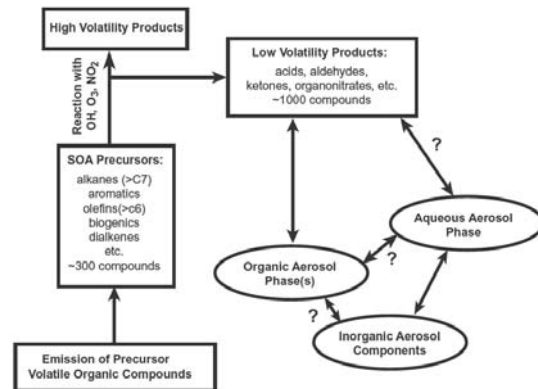 High Volatility Products
Reaction with
OH, O3, NO2
Low Volatility Products:
acids, aldehydes,
ketones, organonitrates, etc.
~1000 compounds
?
SOA Precursors:
alkanes (>C7)
aromatics
olefins(>c6)
biogenics
dialkenes
etc.
~300 compounds
Aqueous Aerosol
Phase
?
Organic Aerosol
Phase(s)
?
Inorganic Aerosol
Components
Emission of Precursor
Volatile Organic Compounds